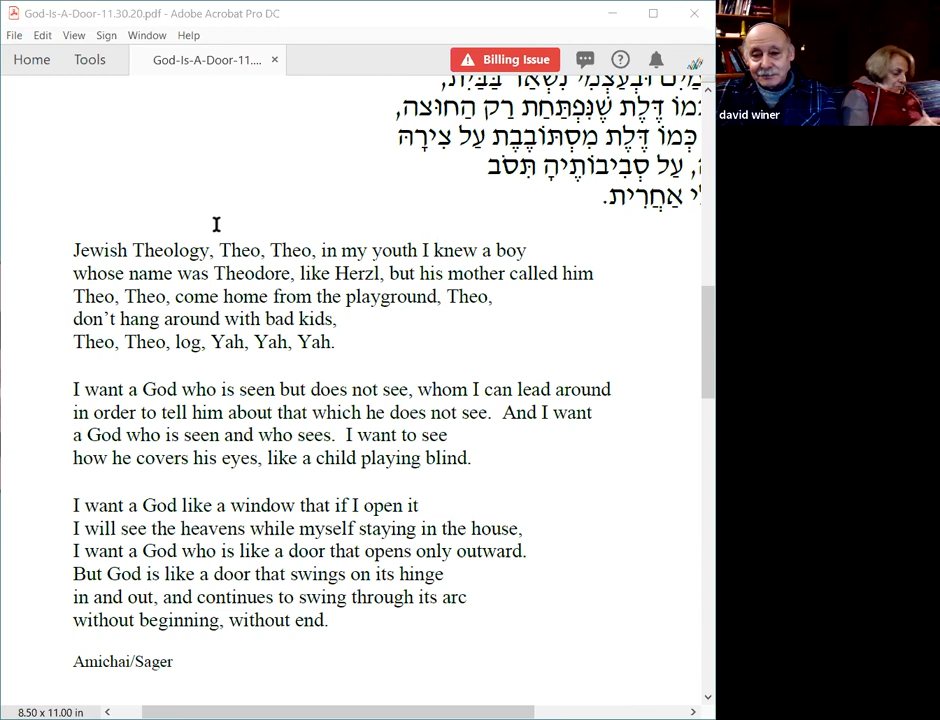 God-Is-A-Door-11.30.20.pdf - Adobe Acrobat Pro DC
File Edit View Sign Window Help
Home Tools God-Is-A-Door-11.... × Billing Issue
david winer
וּבְעַצְמִי נִשְׁאַר בַּבַּיִת,
דֶּלֶת שֶׁנִּפְתַּחַת רַק הַחוּצָה,
כְּמוֹ דֶּלֶת מִסְתּוֹבֶבֶת עַל צִירָהּ
עַל סְבִיבוֹתֶיהָ תִּסֹּב
אַחֲרִית.
Jewish Theology, Theo, Theo, in my youth I knew a boy
whose name was Theodore, like Herzl, but his mother called him
Theo, Theo, come home from the playground, Theo,
don’t hang around with bad kids,
Theo, Theo, log, Yah, Yah, Yah.
I want a God who is seen but does not see, whom I can lead around
in order to tell him about that which he does not see. And I want
a God who is seen and who sees. I want to see
how he covers his eyes, like a child playing blind.
I want a God like a window that if I open it
I will see the heavens while myself staying in the house,
I want a God who is like a door that opens only outward.
But God is like a door that swings on its hinge
in and out, and continues to swing through its arc
without beginning, without end.
Amichai/Sager
8.50 x 11.00 in